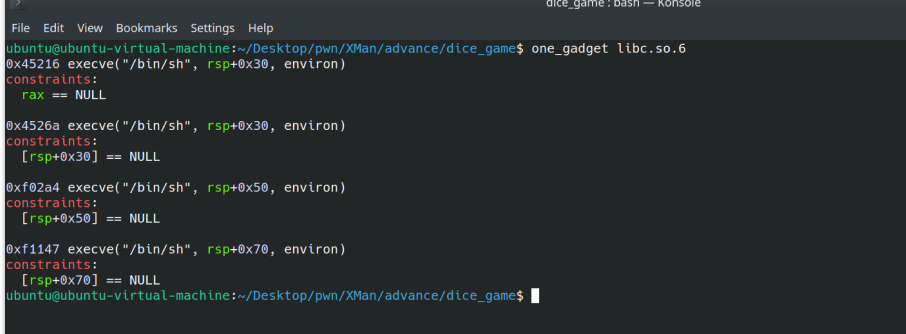 dice_game : bash — Konsole
File Edit View Bookmarks Settings Help
ubuntu@ubuntu-virtual-machine:~/Desktop/pwn/XMan/advance/dice_game$ one_gadget libc.so.6
0x45216 execve("/bin/sh", rsp+0x30, environ)
constraints:
  rax == NULL

0x4526a execve("/bin/sh", rsp+0x30, environ)
constraints:
  [rsp+0x30] == NULL

0xf02a4 execve("/bin/sh", rsp+0x50, environ)
constraints:
  [rsp+0x50] == NULL

0xf1147 execve("/bin/sh", rsp+0x70, environ)
constraints:
  [rsp+0x70] == NULL
ubuntu@ubuntu-virtual-machine:~/Desktop/pwn/XMan/advance/dice_game$